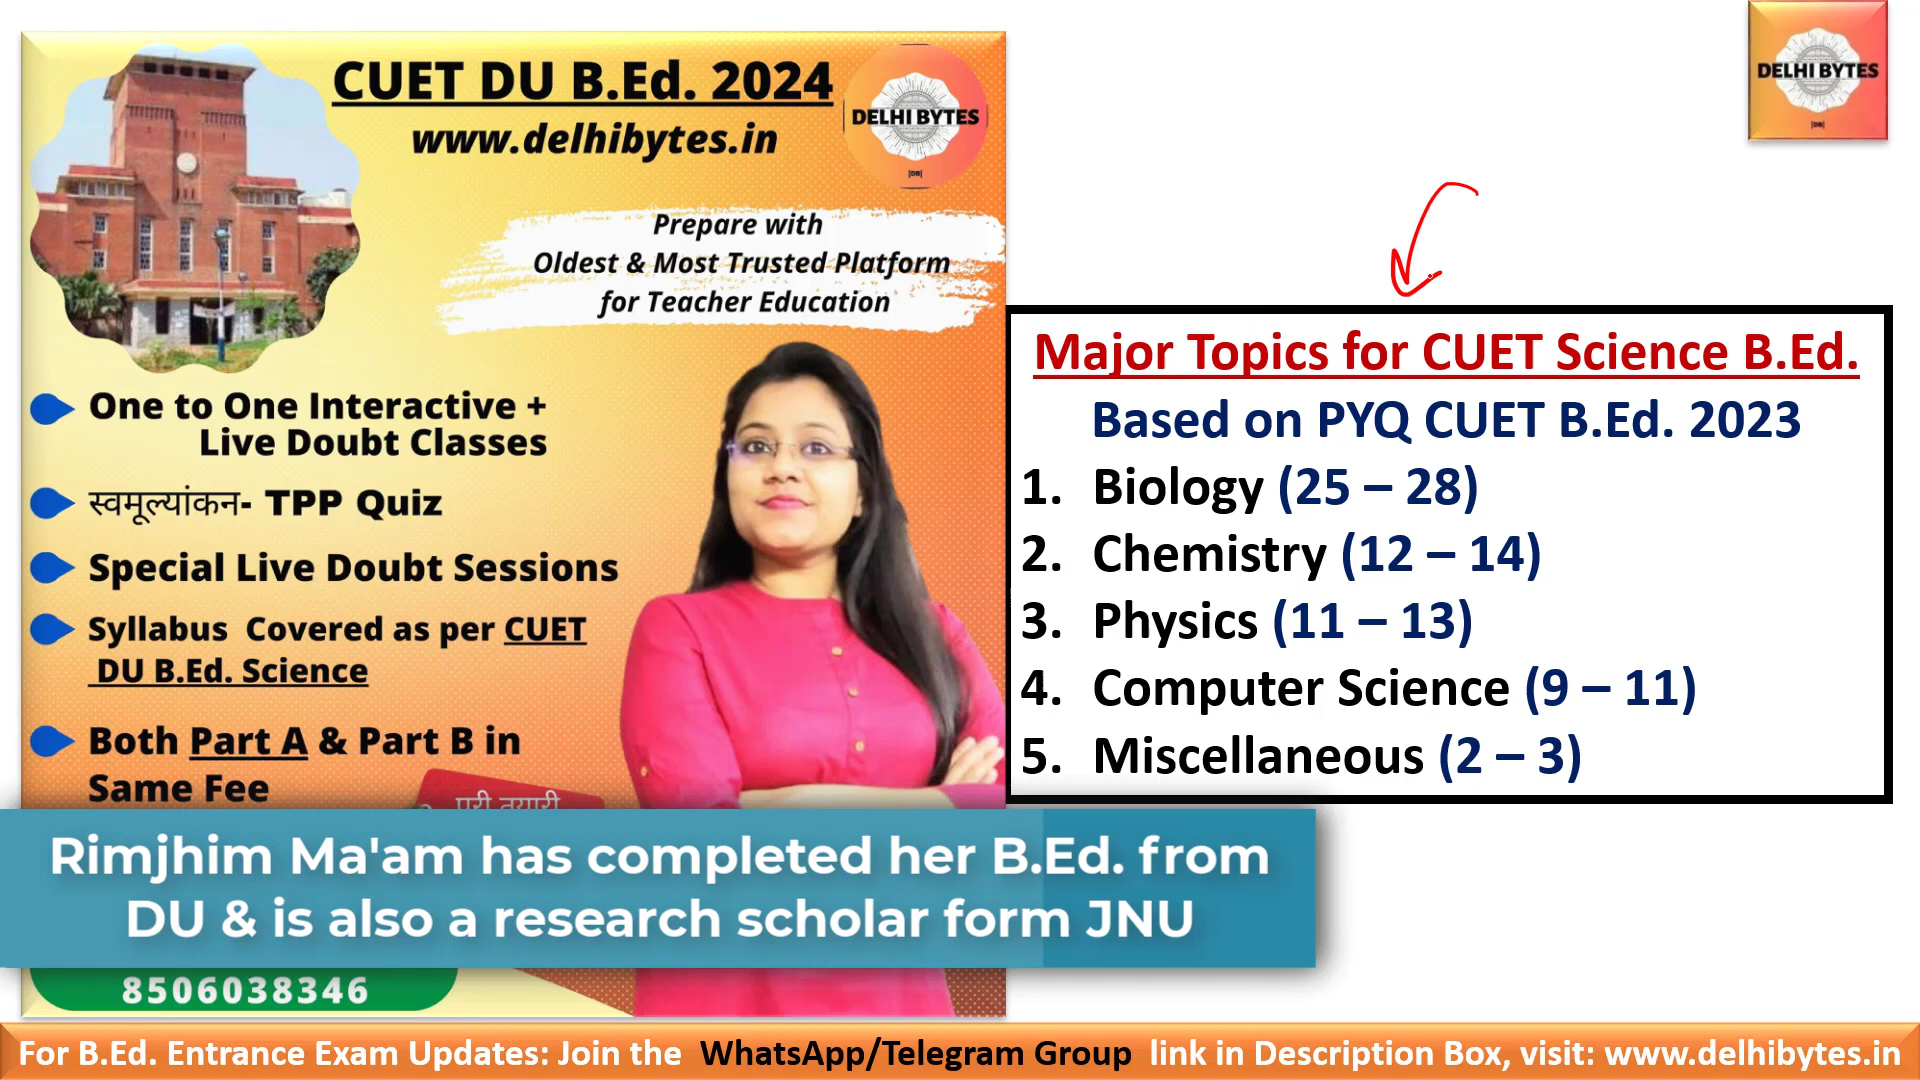 CUET DU B.Ed. 2024
www.delhibytes.in
DELHI BYTES
|DB|
Prepare with
Oldest & Most Trusted Platform
for Teacher Education
One to One Interactive +
Live Doubt Classes
स्वमूल्यांकन- TPP Quiz
Special Live Doubt Sessions
Syllabus Covered as per CUET
DU B.Ed. Science
Both Part A & Part B in
Same Fee
DELHI BYTES
|DB|
Major Topics for CUET Science B.Ed.
Based on PYQ CUET B.Ed. 2023
1. Biology (25 – 28)
2. Chemistry (12 – 14)
3. Physics (11 – 13)
4. Computer Science (9 – 11)
5. Miscellaneous (2 – 3)
Rimjhim Ma'am has completed her B.Ed. from
DU & is also a research scholar form JNU
8506038346
For B.Ed. Entrance Exam Updates: Join the WhatsApp/Telegram Group link in Description Box, visit: www.delhibytes.in